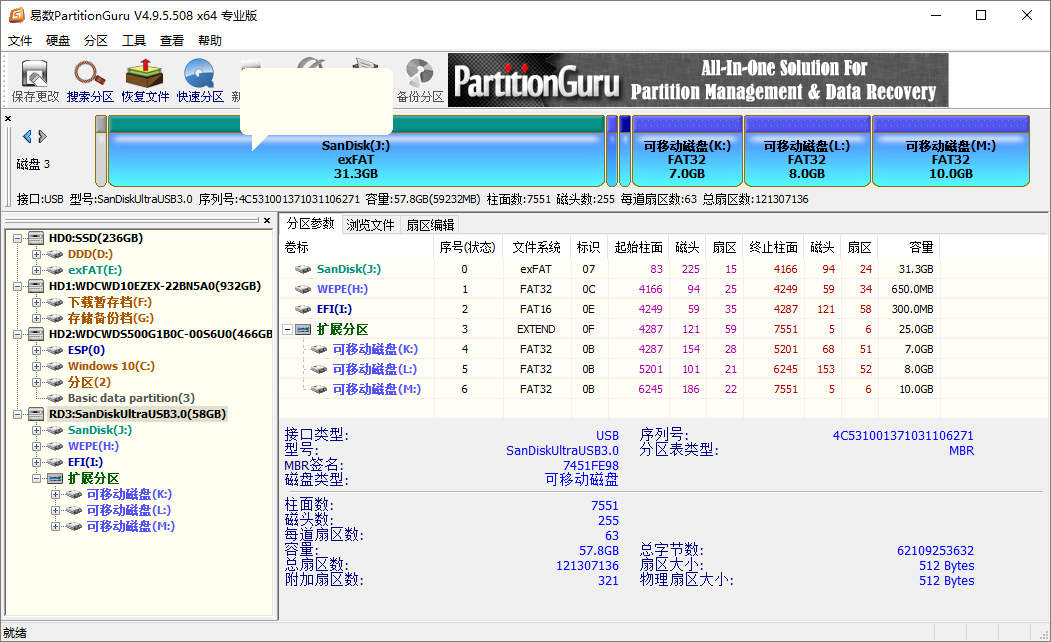 易数PartitionGuru V4.9.5.508 x64 专业版
文件 硬盘 分区 工具 查看 帮助
保存更改 搜索分区 恢复文件 快速分区 备份分区
PartitionGuru
All-In-One Solution For
Partition Management & Data Recovery
磁盘 3
SanDisk(J:)
exFAT
31.3GB
可移动磁盘(K:)
FAT32
7.0GB
可移动磁盘(L:)
FAT32
8.0GB
可移动磁盘(M:)
FAT32
10.0GB
接口:USB 型号:SanDiskUltraUSB3.0 序列号:4C531001371031106271 容量:57.8GB(59232MB) 柱面数:7551 磁头数:255 每道扇区数:63 总扇区数:121307136
HD0:SSD(236GB)
DDD(D:)
exFAT(E:)
HD1:WDCWD10EZEX-22BN5A0(932GB)
下载暂存档(F:)
存储备份档(G:)
HD2:WDCWDS500G1B0C-00S6U0(466GB
ESP(0)
Windows 10(C:)
分区(2)
Basic data partition(3)
RD3:SanDiskUltraUSB3.0(58GB)
SanDisk(J:)
WEPE(H:)
EFI(I:)
扩展分区
可移动磁盘(K:)
可移动磁盘(L:)
可移动磁盘(M:)
分区参数 浏览文件 扇区编辑
卷标 序号(状态) 文件系统 标识 起始柱面 磁头 扇区 终止柱面 磁头 扇区 容量
SanDisk(J:) 0 exFAT 07 83 225 15 4166 94 24 31.3GB
WEPE(H:) 1 FAT32 0C 4166 94 25 4249 59 34 650.0MB
EFI(I:) 2 FAT16 0E 4249 59 35 4287 121 58 300.0MB
扩展分区 3 EXTEND 0F 4287 121 59 7551 5 6 25.0GB
可移动磁盘(K:) 4 FAT32 0B 4287 154 28 5201 68 51 7.0GB
可移动磁盘(L:) 5 FAT32 0B 5201 101 21 6245 153 52 8.0GB
可移动磁盘(M:) 6 FAT32 0B 6245 186 22 7551 5 6 10.0GB
接口类型: USB 序列号: 4C531001371031106271
型号: SanDiskUltraUSB3.0 分区表类型: MBR
MBR签名: 7451FE98
磁盘类型: 可移动磁盘
柱面数: 7551
磁头数: 255
每道扇区数: 63
容量: 57.8GB 总字节数: 62109253632
总扇区数: 121307136 扇区大小: 512 Bytes
附加扇区数: 321 物理扇区大小: 512 Bytes
就绪